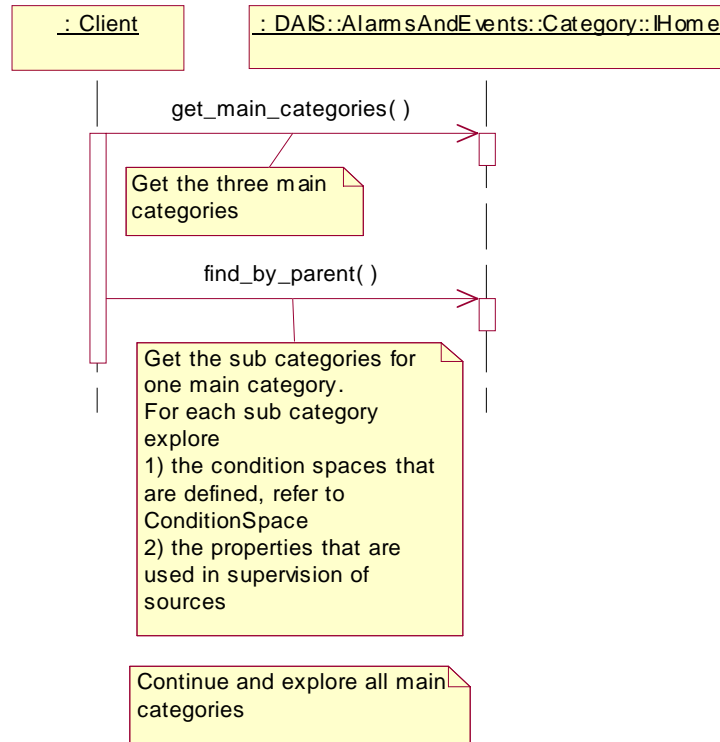 : Client
: DAIS::AlarmsAndEvents::Category::IHome
get_main_categories( )
Get the three main
categories
find_by_parent( )
Get the sub categories for
one main category.
For each sub category
explore
1) the condition spaces that
are defined, refer to
ConditionSpace
2) the properties that are
used in supervision of
sources
Continue and explore all main
categories